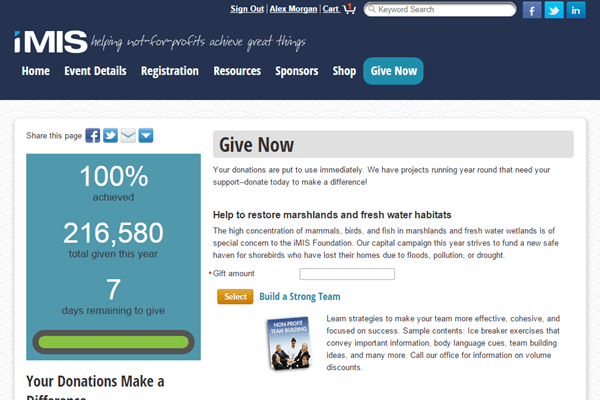 Sign Out | Alex Morgan | Cart 1
Keyword Search
iMIS helping not-for-profits achieve great things
Home Event Details Registration Resources Sponsors Shop Give Now
Share this page
100%
achieved
216,580
total given this year
7
days remaining to give
Your Donations Make a
Difference
Give Now
Your donations are put to use immediately. We have projects running year round that need your
support--donate today to make a difference!
Help to restore marshlands and fresh water habitats
The high concentration of mammals, birds, and fish in marshlands and fresh water wetlands is of
special concern to the iMIS Foundation. Our capital campaign this year strives to fund a new safe
haven for shorebirds who have lost their homes due to floods, pollution, or drought.
*Gift amount
Select Build a Strong Team
NON-PROFIT
TEAM BUILDING
Learn strategies to make your team more effective, cohesive, and
focused on success. Sample contents: Ice breaker exercises that
convey important information, body language cues, team building
ideas, and many more. Call our office for information on volume
discounts.